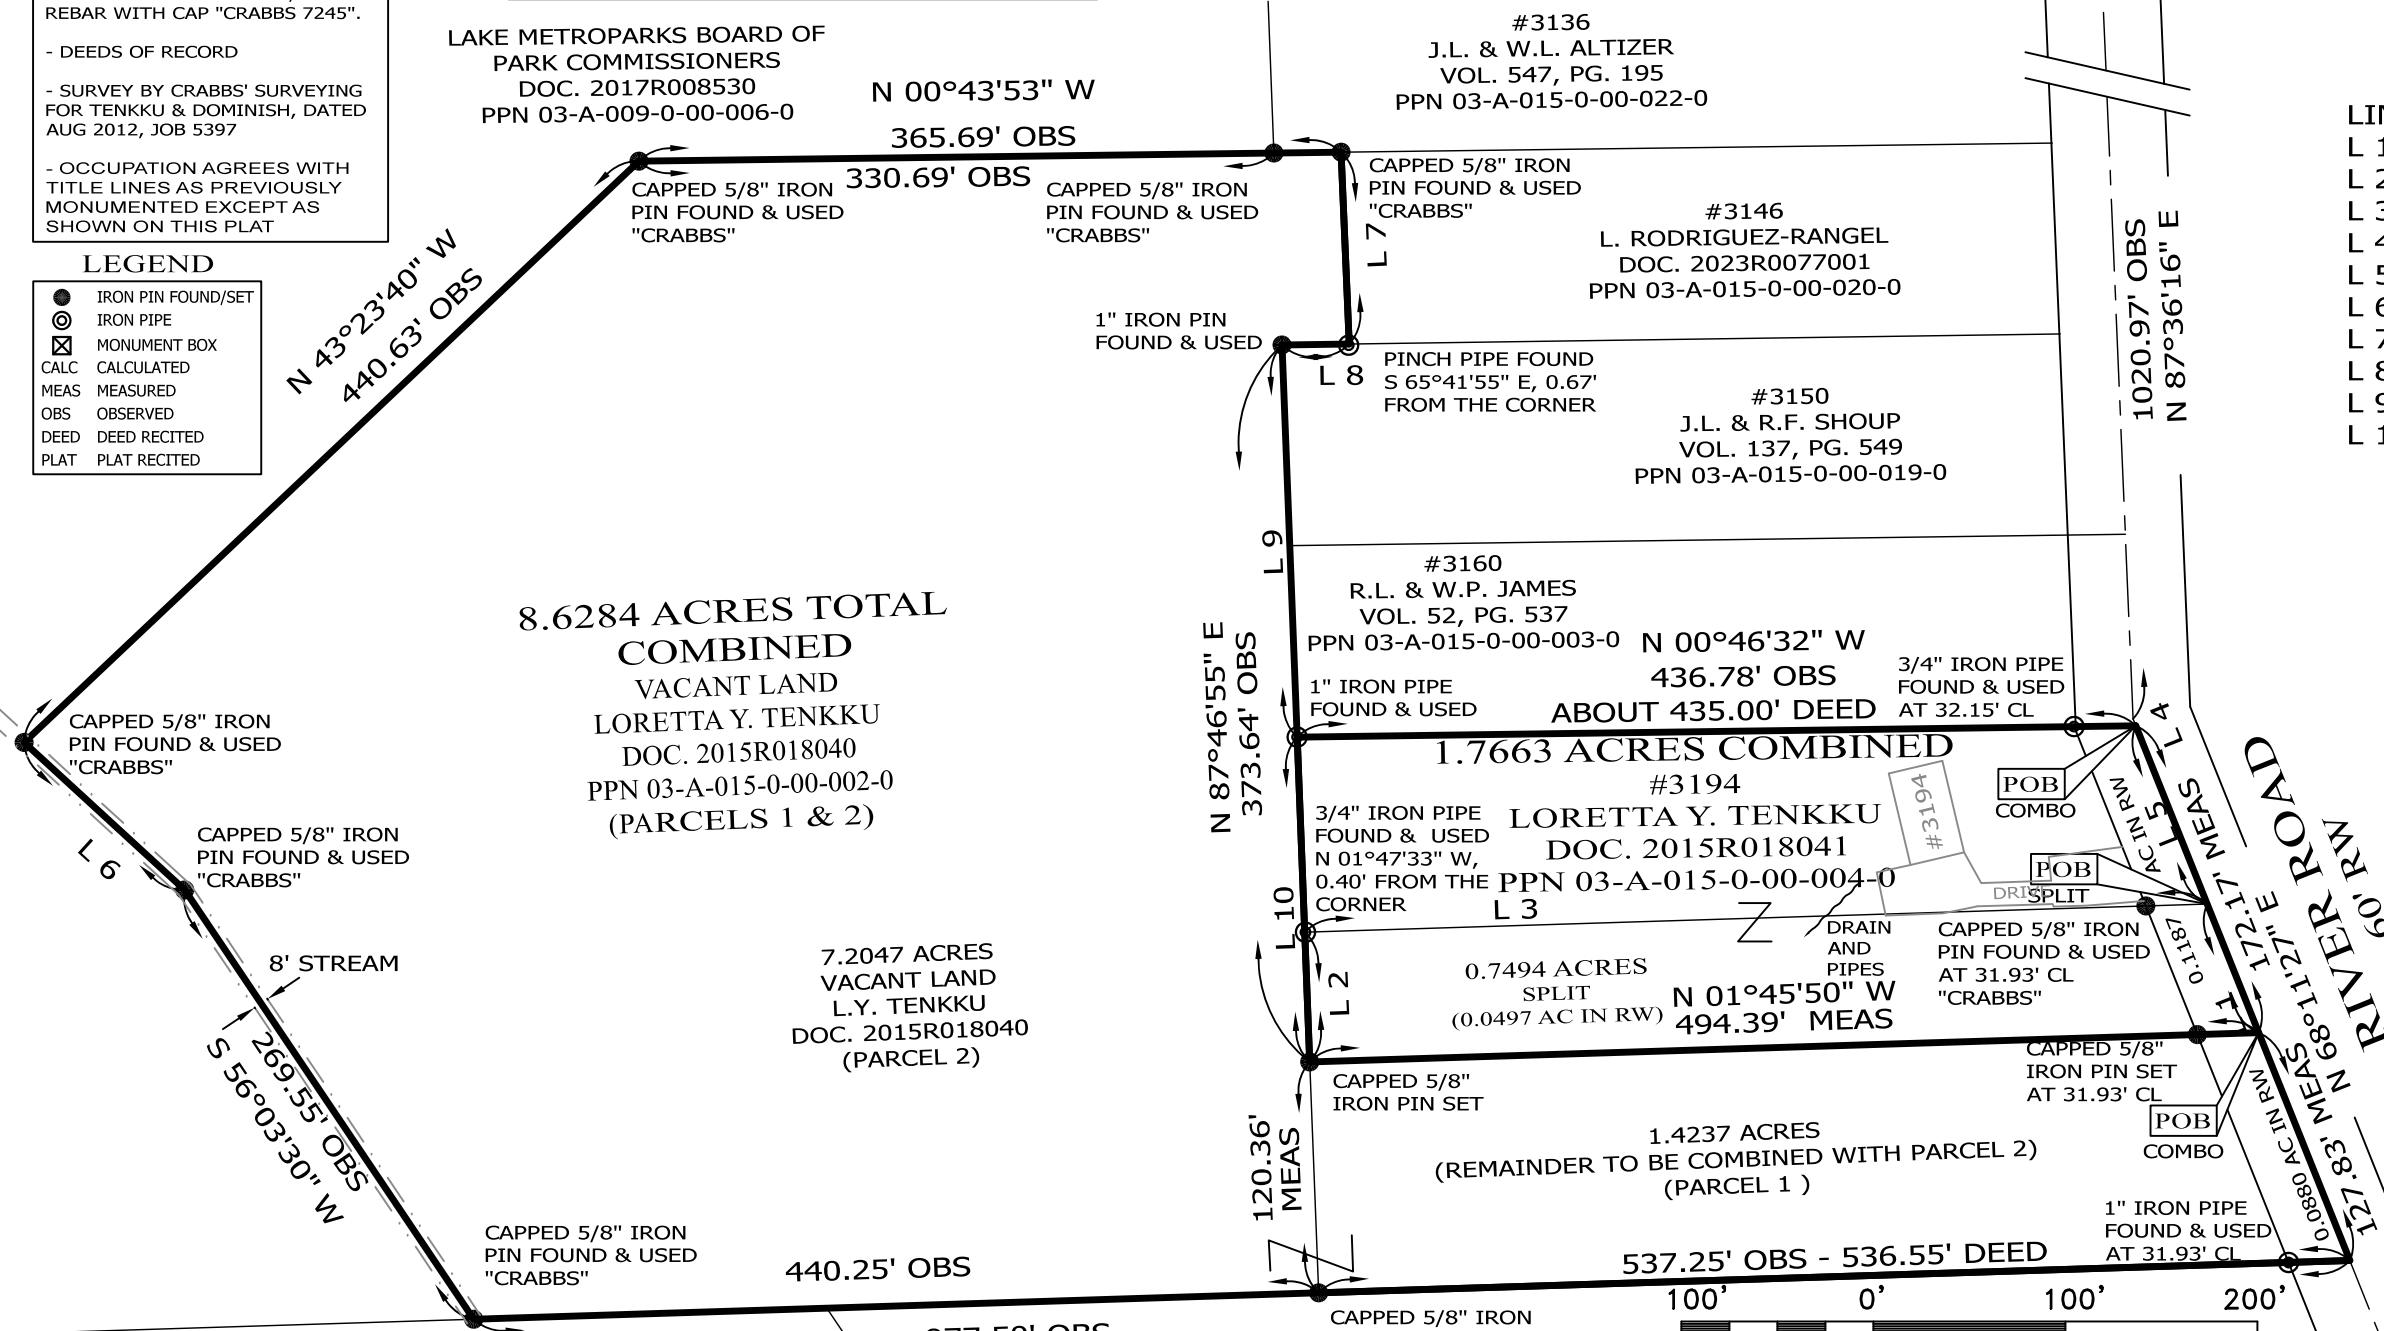 REBAR WITH CAP "CRABBS 7245".
- DEEDS OF RECORD
- SURVEY BY CRABBS' SURVEYING
FOR TENKKU & DOMINISH, DATED
AUG 2012, JOB 5397
- OCCUPATION AGREES WITH
TITLE LINES AS PREVIOUSLY
MONUMENTED EXCEPT AS
SHOWN ON THIS PLAT
LEGEND
IRON PIN FOUND/SET
IRON PIPE
MONUMENT BOX
CALC CALCULATED
MEAS MEASURED
OBS OBSERVED
DEED DEED RECITED
PLAT PLAT RECITED
LAKE METROPARKS BOARD OF
PARK COMMISSIONERS
DOC. 2017R008530
PPN 03-A-009-0-00-006-0
N 00°43'53" W
365.69' OBS
330.69' OBS
CAPPED 5/8" IRON
PIN FOUND & USED
"CRABBS"
CAPPED 5/8" IRON
PIN FOUND & USED
"CRABBS"
CAPPED 5/8" IRON
PIN FOUND & USED
"CRABBS"
#3136
J.L. & W.L. ALTIZER
VOL. 547, PG. 195
PPN 03-A-015-0-00-022-0
L 7
#3146
L. RODRIGUEZ-RANGEL
DOC. 2023R0077001
PPN 03-A-015-0-00-020-0
1020.97' OBS
N 87°36'16" E
L 2
L 6
L 7
L 8
L 9
N 43°23'40" W
440.63' OBS
1" IRON PIN
FOUND & USED
L 8
PINCH PIPE FOUND
S 65°41'55" E, 0.67'
FROM THE CORNER
#3150
J.L. & R.F. SHOUP
VOL. 137, PG. 549
PPN 03-A-015-0-00-019-0
L 9
#3160
R.L. & W.P. JAMES
VOL. 52, PG. 537
PPN 03-A-015-0-00-003-0
N 00°46'32" W
436.78' OBS
ABOUT 435.00' DEED
3/4" IRON PIPE
FOUND & USED
AT 32.15' CL
1" IRON PIPE
FOUND & USED
N 87°46'55" E
373.64' OBS
8.6284 ACRES TOTAL
COMBINED
VACANT LAND
LORETTA Y. TENKKU
DOC. 2015R018040
PPN 03-A-015-0-00-002-0
(PARCELS 1 & 2)
CAPPED 5/8" IRON
PIN FOUND & USED
"CRABBS"
L 6
CAPPED 5/8" IRON
PIN FOUND & USED
"CRABBS"
1.7663 ACRES COMBINED
#3194
LORETTA Y. TENKKU
DOC. 2015R018041
PPN 03-A-015-0-00-004-0
#3194
POB
COMBO
L 4
L 5
172.17' MEAS
N 68°11'27" E
RIVER ROAD
60' RW
AC IN RW
0.1187
POB
SPLIT
DRIVE
3/4" IRON PIPE
FOUND & USED
N 01°47'33" W,
0.40' FROM THE
CORNER
L 10
L 3
DRAIN
AND
PIPES
CAPPED 5/8" IRON
PIN FOUND & USED
AT 31.93' CL
"CRABBS"
8' STREAM
269.55' OBS
S 56°03'30" W
7.2047 ACRES
VACANT LAND
L.Y. TENKKU
DOC. 2015R018040
(PARCEL 2)
L 2
0.7494 ACRES
SPLIT
(0.0497 AC IN RW)
N 01°45'50" W
494.39' MEAS
CAPPED 5/8"
IRON PIN SET
CAPPED 5/8"
IRON PIN SET
AT 31.93' CL
POB
COMBO
127.83' MEAS
0.0880 AC IN RW
120.36'
MEAS
1.4237 ACRES
(REMAINDER TO BE COMBINED WITH PARCEL 2)
(PARCEL 1 )
1" IRON PIPE
FOUND & USED
AT 31.93' CL
CAPPED 5/8" IRON
PIN FOUND & USED
"CRABBS"
440.25' OBS
537.25' OBS - 536.55' DEED
CAPPED 5/8" IRON
100' 0' 100' 200'